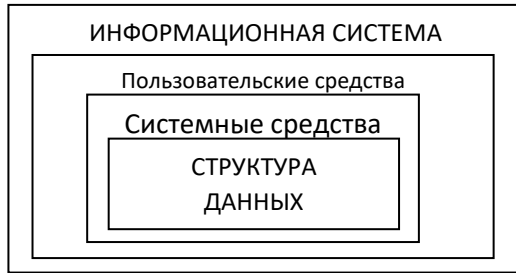 ИНФОРМАЦИОННАЯ СИСТЕМА
Пользовательские средства
Системные средства
СТРУКТУРА
ДАННЫХ